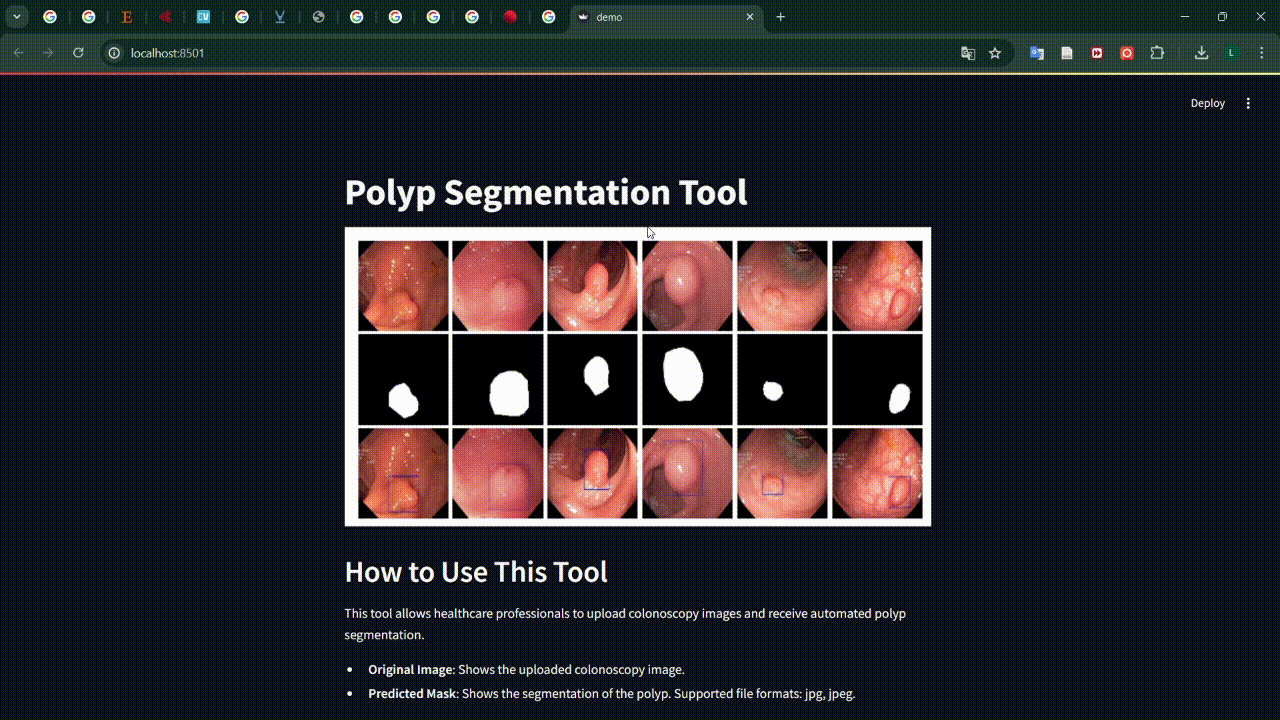 demo
localhost:8501
Deploy
Polyp Segmentation Tool
How to Use This Tool
This tool allows healthcare professionals to upload colonoscopy images and receive automated polyp
segmentation.
Original Image: Shows the uploaded colonoscopy image.
Predicted Mask: Shows the segmentation of the polyp. Supported file formats: jpg, jpeg.